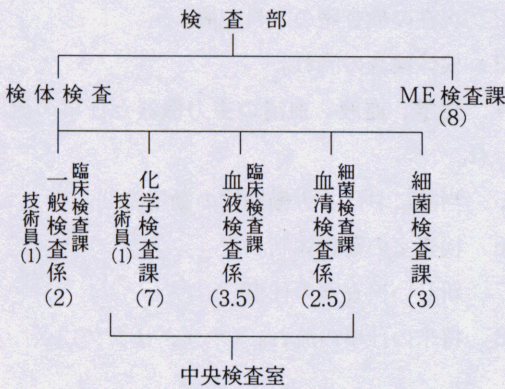 検査部
検体検査
ME検査課
(8)
臨床検査課
一般検査係
(2)
技術員(1)
化学検査課
(7)
技術員(1)
臨床検査課
血液検査係
(3.5)
細菌検査課
血清検査係
(2.5)
細菌検査課
(3)
中央検査室